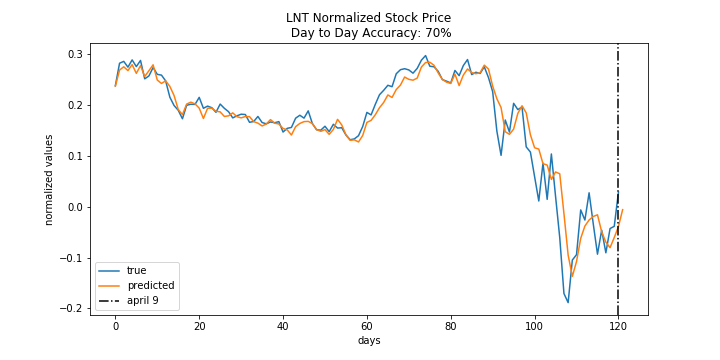 LNT Normalized Stock Price
Day to Day Accuracy: 70%
normalized values
0.3
0.2
0.1
0.0
−0.1
−0.2
true
predicted
april 9
0
20
40
60
80
100
120
days